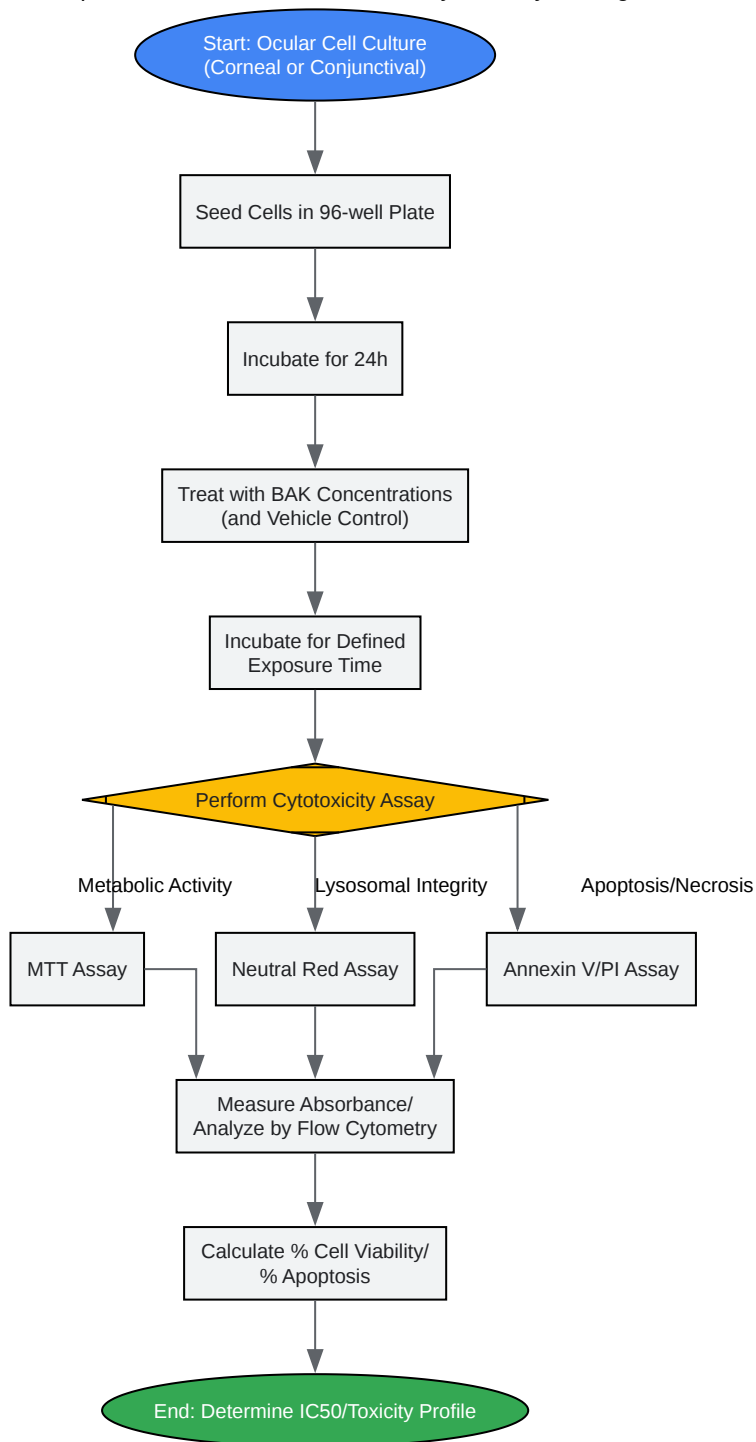 Start: Ocular Cell Culture
(Corneal or Conjunctival)
Seed Cells in 96-well Plate
Incubate for 24h
Treat with BAK Concentrations
(and Vehicle Control)
Incubate for Defined
Exposure Time
Perform Cytotoxicity Assay
Metabolic Activity
Lysosomal Integrity
Apoptosis/Necrosis
MTT Assay
Neutral Red Assay
Annexin V/PI Assay
Measure Absorbance/
Analyze by Flow Cytometry
Calculate % Cell Viability/
% Apoptosis
End: Determine IC50/Toxicity Profile